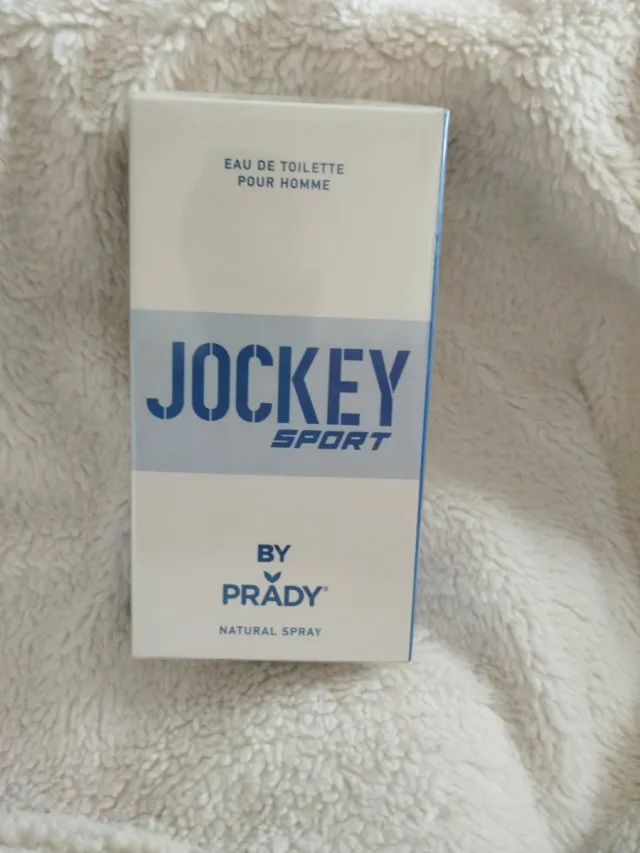 EAU DE TOILETTE
POUR HOMME
JOCKEY
SPORT
BY
PRADY®
NATURAL SPRAY